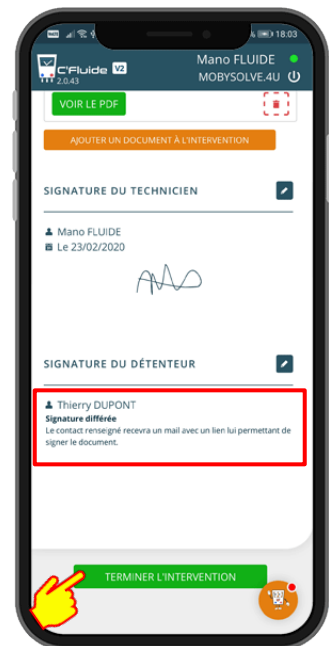 18:03
C'Fluide V2
2.0.43
Mano FLUIDE
MOBYSOLVE.4U
VOIR LE PDF
AJOUTER UN DOCUMENT À L'INTERVENTION
SIGNATURE DU TECHNICIEN
Mano FLUIDE
Le 23/02/2020
SIGNATURE DU DÉTENTEUR
Thierry DUPONT
Signature différée
Le contact renseigné recevra un mail avec un lien lui permettant de
signer le document.
TERMINER L'INTERVENTION